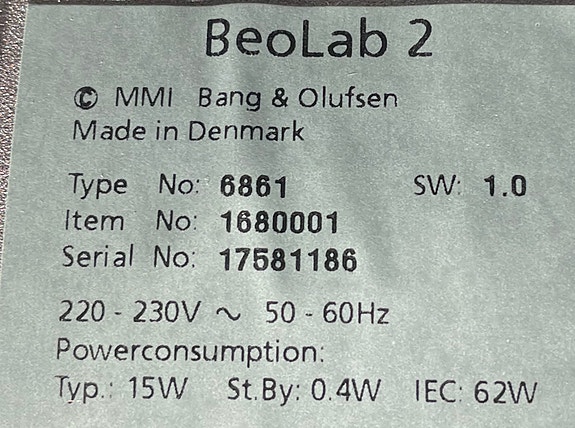 BeoLab 2
© MMI Bang & Olufsen
Made in Denmark
Type No: 6861 SW: 1.0
Item No: 1680001
Serial No: 17581186
220 - 230V ~ 50 - 60Hz
Powerconsumption:
Typ.: 15W St.By: 0.4W IEC: 62W